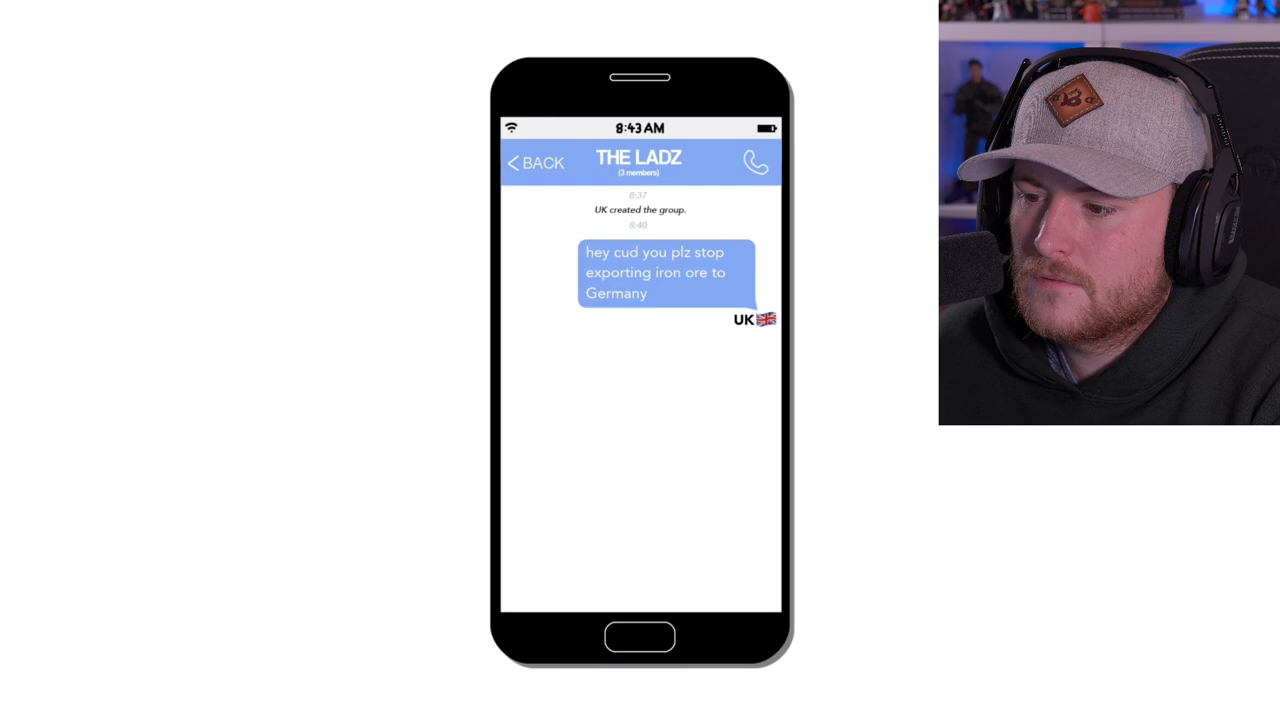 8:43 AM
BACK
THE LADZ
(3 members)
8:37
UK created the group.
8:40
hey cud you plz stop
exporting iron ore to
Germany
UK